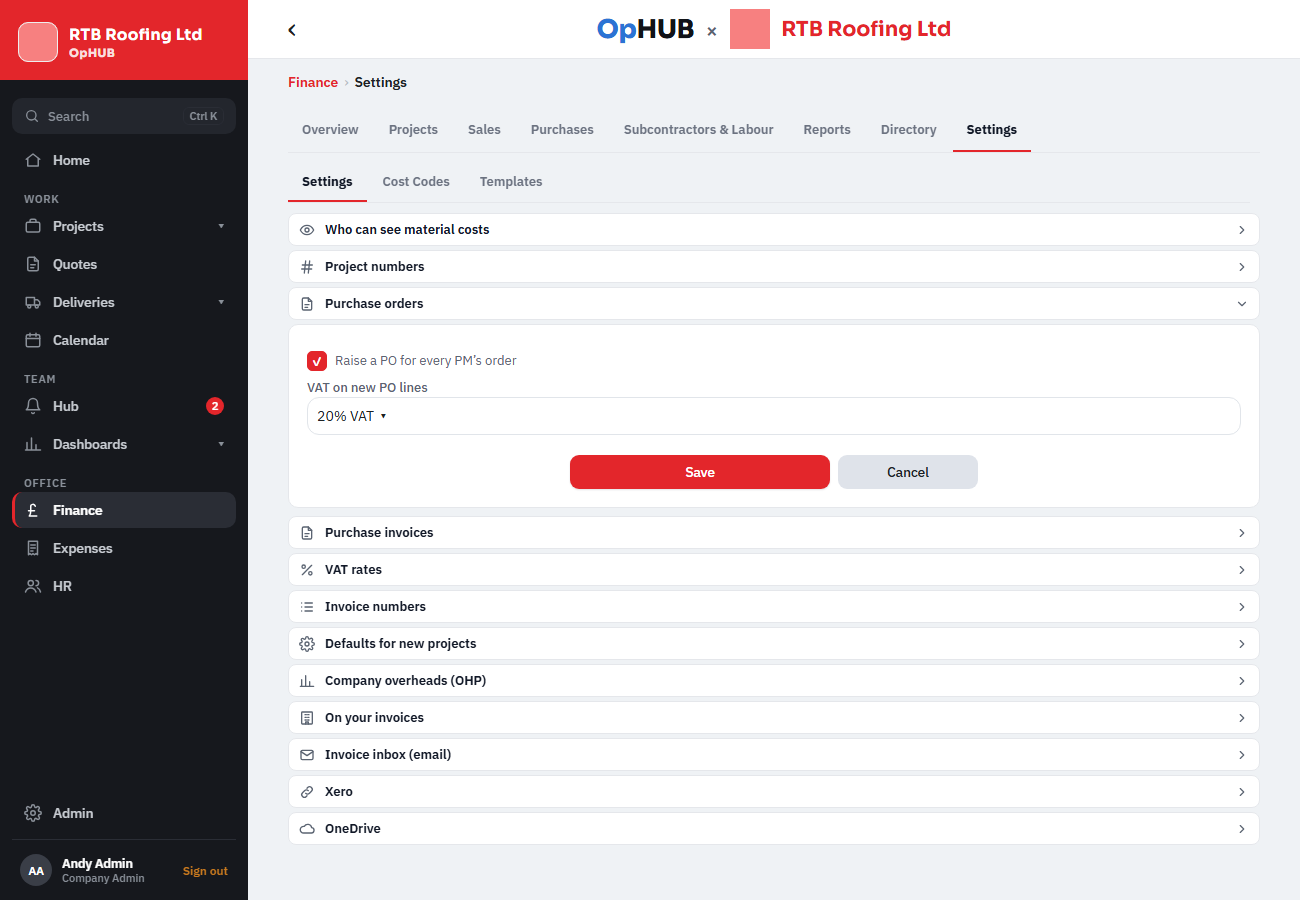 RTB Roofing Ltd
OpHUB
Search Ctrl K
Home
WORK
Projects
Quotes
Deliveries
Calendar
TEAM
Hub 2
Dashboards
OFFICE
£ Finance
Expenses
HR
Admin
AA Andy Admin
Company Admin
Sign out
OpHUB × RTB Roofing Ltd
Finance › Settings
Overview Projects Sales Purchases Subcontractors & Labour Reports Directory Settings
Settings Cost Codes Templates
Who can see material costs
# Project numbers
Purchase orders
Raise a PO for every PM's order
VAT on new PO lines
20% VAT
Save Cancel
Purchase invoices
% VAT rates
Invoice numbers
Defaults for new projects
Company overheads (OHP)
On your invoices
Invoice inbox (email)
Xero
OneDrive